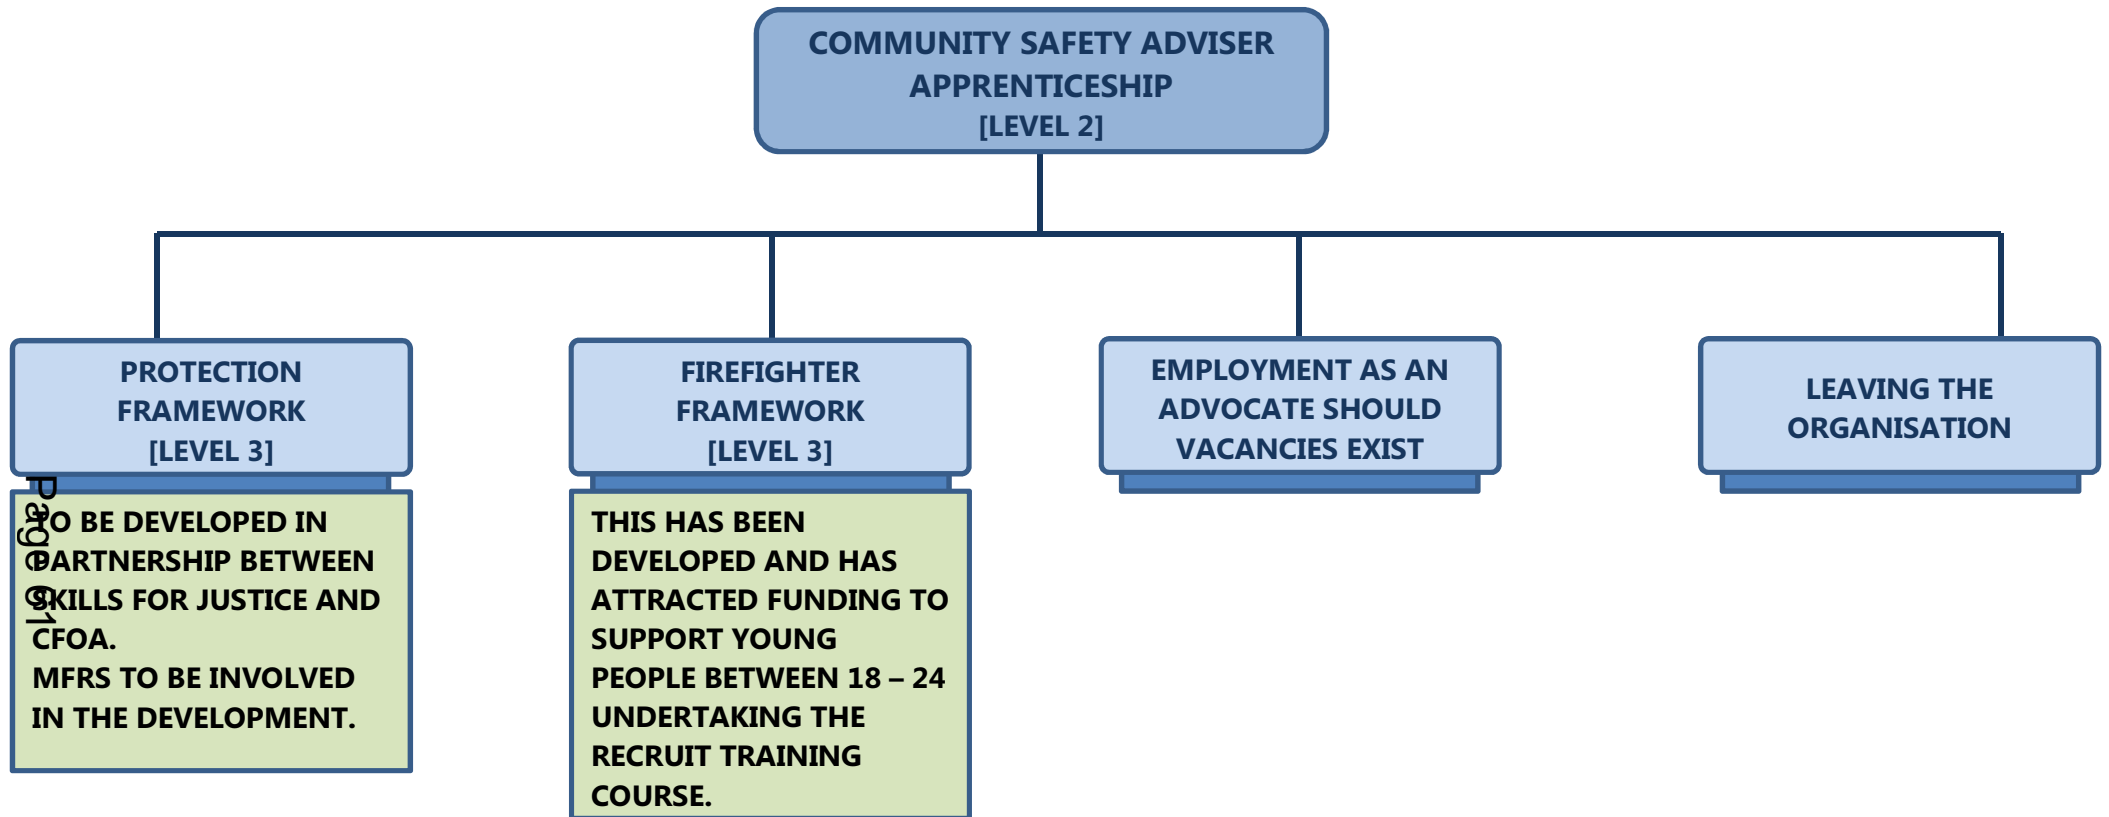 COMMUNITY SAFETY ADVISER
APPRENTICESHIP
[LEVEL 2]
PROTECTION
FRAMEWORK
[LEVEL 3]
FIREFIGHTER
FRAMEWORK
[LEVEL 3]
EMPLOYMENT AS AN
ADVOCATE SHOULD
VACANCIES EXIST
LEAVING THE
ORGANISATION
TO BE DEVELOPED IN
PARTNERSHIP BETWEEN
SKILLS FOR JUSTICE AND
CFOA.
MFRS TO BE INVOLVED
IN THE DEVELOPMENT.
THIS HAS BEEN
DEVELOPED AND HAS
ATTRACTED FUNDING TO
SUPPORT YOUNG
PEOPLE BETWEEN 18 – 24
UNDERTAKING THE
RECRUIT TRAINING
COURSE.
Page 61